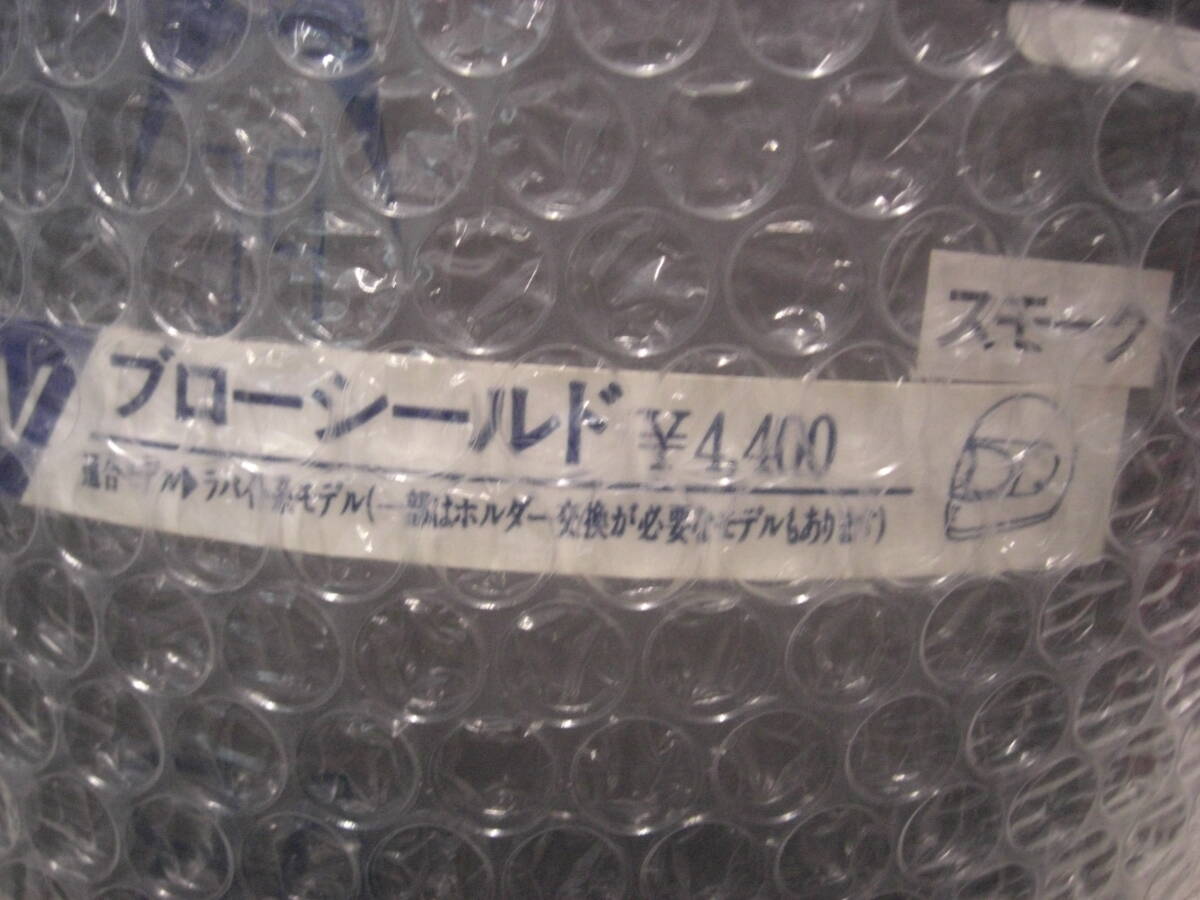 スモーク
ブローシールド ¥4,400
適合モデル▶ラパイド系モデル(一部はホルダー交換が必要なモデルもあります)